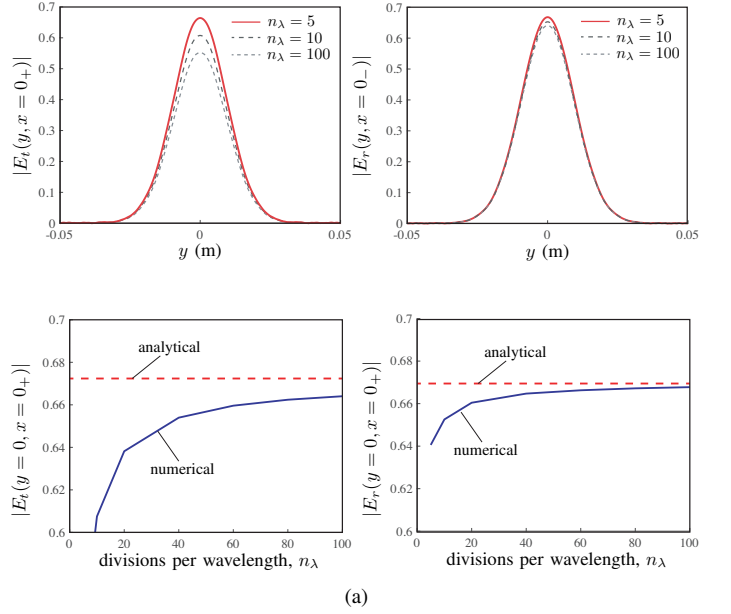 |E_t(y, x = 0_+)|
0.7
0.6
0.5
0.4
0.3
0.2
0.1
0
-0.05
0
0.05
y (m)
n_λ = 5
n_λ = 10
n_λ = 100
|E_r(y, x = 0_−)|
0.7
0.6
0.5
0.4
0.3
0.2
0.1
0
-0.05
0
0.05
y (m)
n_λ = 5
n_λ = 10
n_λ = 100
|E_t(y = 0, x = 0_+)|
0.7
0.68
0.66
0.64
0.62
0.6
0
20
40
60
80
100
analytical
numerical
divisions per wavelength, n_λ
|E_r(y = 0, x = 0_+)|
0.7
0.68
0.66
0.64
0.62
0.6
0
20
40
60
80
100
analytical
numerical
divisions per wavelength, n_λ
(a)